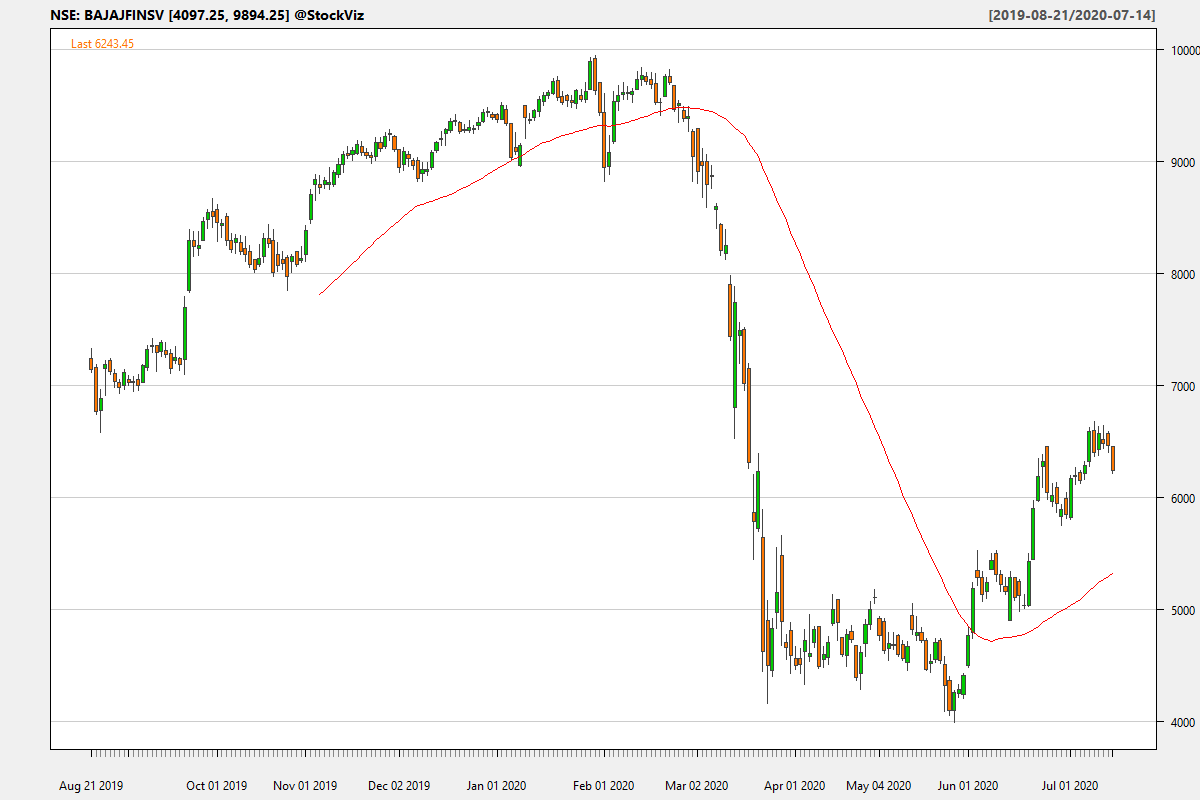 NSE: BAJAJFINSV [4097.25, 9894.25] @StockViz [2019-08-21/2020-07-14]
Last 6243.45
10000
9000
8000
7000
6000
5000
4000
Aug 21 2019 Oct 01 2019 Nov 01 2019 Dec 02 2019 Jan 01 2020 Feb 01 2020 Mar 02 2020 Apr 01 2020 May 04 2020 Jun 01 2020 Jul 01 2020